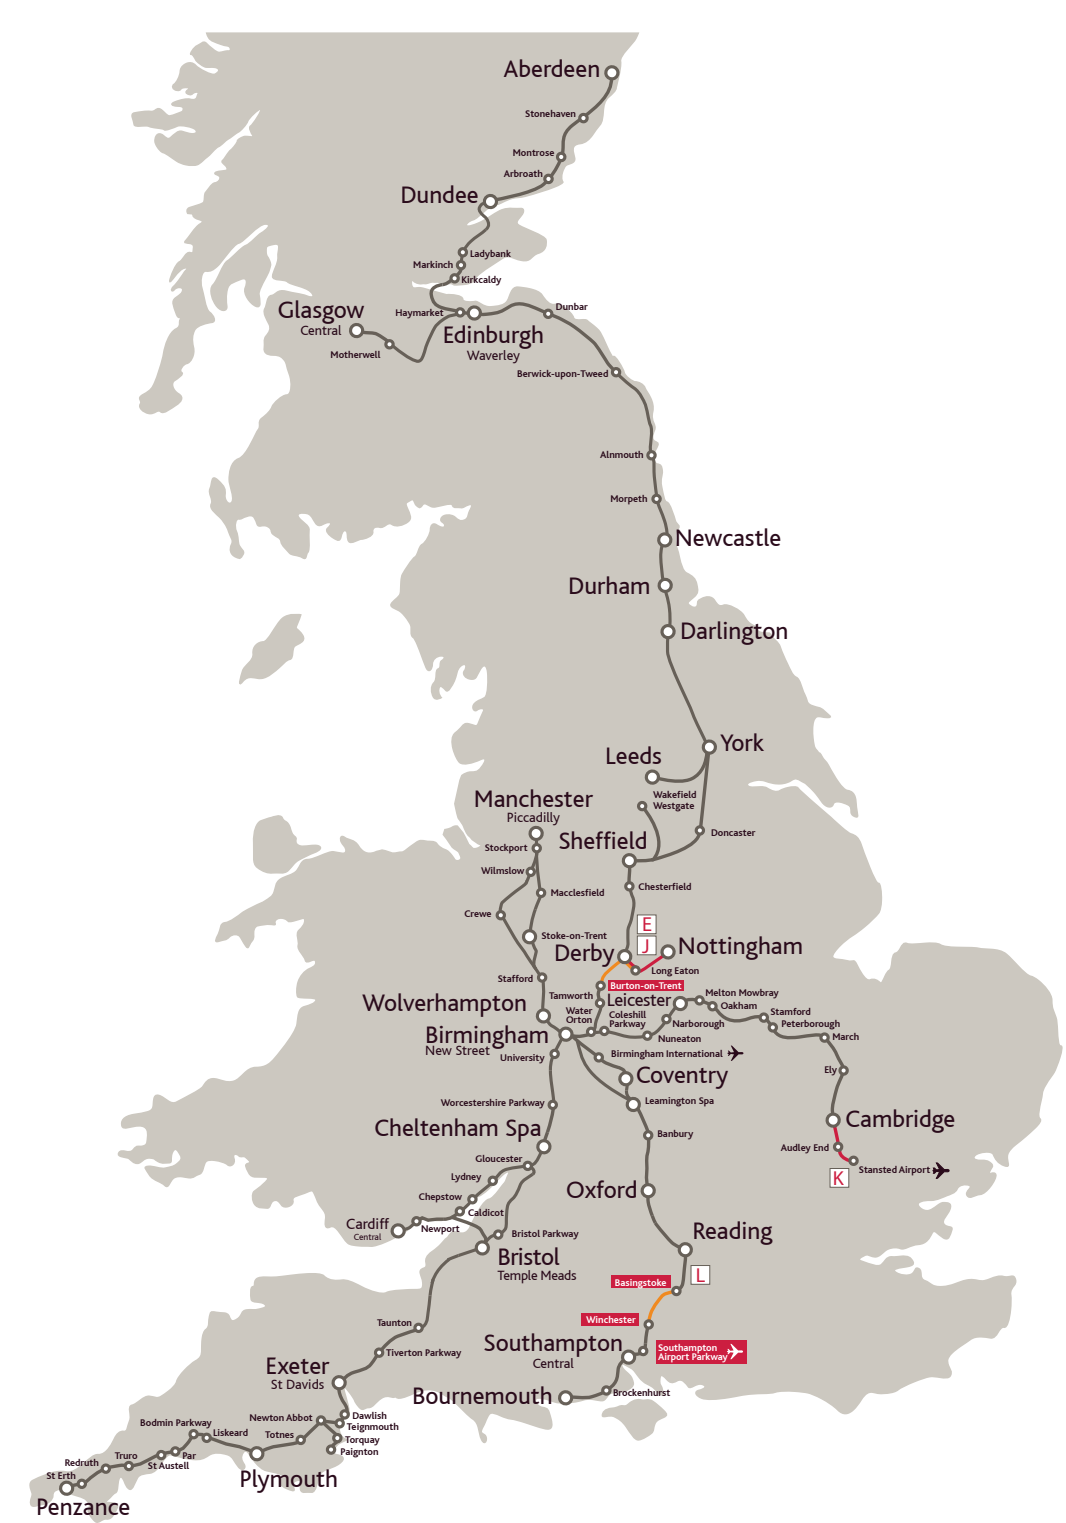 Aberdeen
Stonehaven
Montrose
Arbroath
Dundee
Ladybank
Markinch
Kirkcaldy
Glasgow
Central
Haymarket
Dunbar
Edinburgh
Waverley
Motherwell
Berwick-upon-Tweed
Alnmouth
Morpeth
Newcastle
Durham
Darlington
York
Leeds
Wakefield
Westgate
Manchester
Piccadilly
Doncaster
Sheffield
Stockport
Wilmslow
Chesterfield
Macclesfield
Crewe
E
Stoke-on-Trent
J
Nottingham
Derby
Long Eaton
Stafford
Burton-on-Trent
Tamworth
Melton Mowbray
Leicester
Oakham
Wolverhampton
Water
Orton
Coleshill
Parkway
Stamford
Narborough
Peterborough
Birmingham
New Street
Nuneaton
March
University
Birmingham International
Ely
Coventry
Worcestershire Parkway
Leamington Spa
Cheltenham Spa
Cambridge
Banbury
Audley End
Gloucester
Stansted Airport
Lydney
K
Oxford
Chepstow
Caldicot
Cardiff
Central
Newport
Bristol Parkway
Reading
Bristol
Temple Meads
L
Basingstoke
Winchester
Taunton
Southampton
Central
Southampton
Airport Parkway
Tiverton Parkway
Exeter
St Davids
Bournemouth
Brockenhurst
Newton Abbot
Dawlish
Teignmouth
Bodmin Parkway
Liskeard
Totnes
Torquay
Paignton
Truro
Par
St Austell
Redruth
St Erth
Plymouth
Penzance